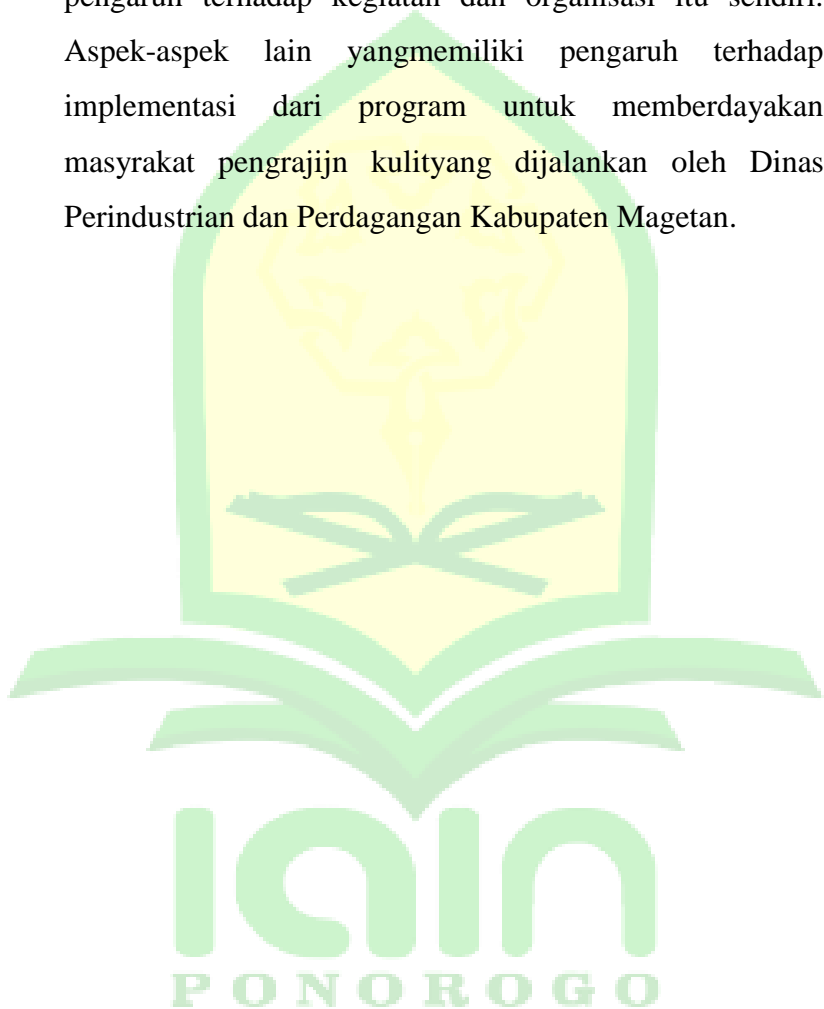 pengaruh terhadap kegiatan dan organisasi itu sendiri.
Aspek-aspek lain yangmemiliki pengaruh terhadap
implementasi dari program untuk memberdayakan
masyrakat pengrajijn kulityang dijalankan oleh Dinas
Perindustrian dan Perdagangan Kabupaten Magetan.
IAIN
PONOROGO